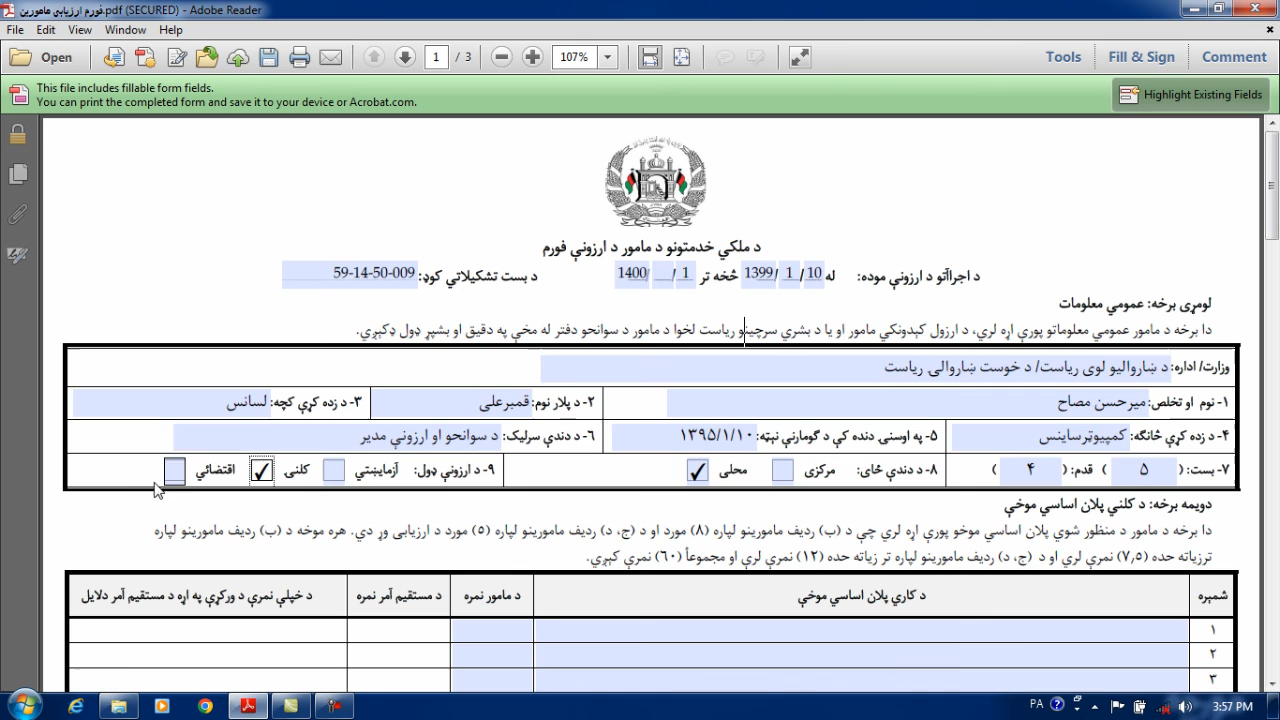 فورم ارزیابی مامورین.pdf (SECURED) - Adobe Reader
File Edit View Window Help
Open 1 / 3 107% Tools Fill & Sign Comment
This file includes fillable form fields.
You can print the completed form and save it to your device or Acrobat.com.
Highlight Existing Fields
د ملکي خدمتونو د مامور د ارزونې فورم
د اجراآتو د ارزونې موده: له 10 / 1 / 1399 څخه تر 1 / / 1400 د بست تشکیلاتي کوډ: 59-14-50-009
لومړی برخه: عمومي معلومات
دا برخه د مامور عمومي معلوماتو پورې اړه لري، د ارزول کېدونکي مامور او یا د بشري سرچینو ریاست لخوا د مامور د سوانحو دفتر له مخې په دقیق او بشپړ ډول ډکېږي.
وزارت/ اداره: د ښاروالیو لوی ریاست/ د خوست ښاروالۍ ریاست
۱- نوم او تخلص: میرحسن مصاح ۲- د پلار نوم: قمبرعلی ۳- د زده کړې کچه: لسانس
۴- د زده کړې څانگه: کمپیوټرساینس ۵- په اوسنۍ دنده کې د گومارنې نېټه: ۱۳۹۵/۱/۱۰ ۶- د دندې سرلیک: د سوانحو او ارزونې مدیر
۷- بست: ( ۵ ) قدم: ( ۴ ) ۸- د دندې ځای: مرکزی محلی ✓ ۹- د ارزونې ډول: آزماینښتي کلنۍ ✓ اقتضائي
دویمه برخه: د کلني پلان اساسي موخې
دا برخه د مامور د منظور شوي پلان اساسي موخو پورې اړه لري چې د (ب) ردیف مامورینو لپاره (۸) مورد او د (ج، د) ردیف مامورینو لپاره (۵) مورد د ارزیابی وړ دي. هره موخه د (ب) ردیف مامورینو لپاره
ترزیاته حده (۷٫۵) نمرې لري او د (ج، د) ردیف مامورینو لپاره تر زیاته حده (۱۲) نمرې لري او مجموعاً (۶۰) نمرې کېږي.
شمېره د کاري پلان اساسي موخې د مامور نمره د مستقیم آمر نمره د خپلې نمرې د ورکړې په اړه د مستقیم آمر دلایل
۱
۲
۳
PA 3:57 PM